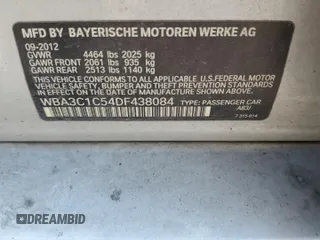 MFD BY BAYERISCHE MOTOREN WERKE AG
09-2012
GVWR 4464 lbs 2025 kg
GAWR FRONT 2061 lbs 935 kg
GAWR REAR 2513 lbs 1140 kg
THIS VEHICLE CONFORMS TO ALL APPLICABLE
U.S. FEDERAL MOTOR VEHICLE SAFETY,
BUMPER, AND THEFT PREVENTION STANDARDS
IN EFFECT ON THE DATE OF MANUFACTURE
SHOWN ABOVE.
WBA3C1C54DF438084 TYPE: PASSENGER CAR
DREAMBID